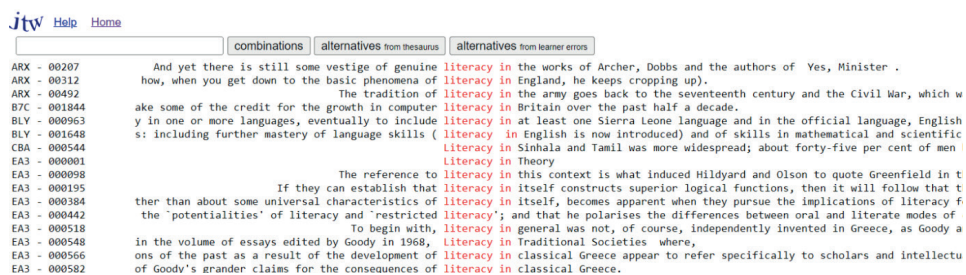 jtw Help Home
combinations alternatives from thesaurus alternatives from learner errors
ARX - 00207 And yet there is still some vestige of genuine literacy in the works of Archer, Dobbs and the authors of Yes, Minister .
ARX - 00312 how, when you get down to the basic phenomena of literacy in England, he keeps cropping up).
ARX - 00492 The tradition of literacy in the army goes back to the seventeenth century and the Civil War, which w
B7C - 001844 ake some of the credit for the growth in computer literacy in Britain over the past half a decade.
BLY - 000963 y in one or more languages, eventually to include literacy in at least one Sierra Leone language and in the official language, English
BLY - 001648 s: including further mastery of language skills ( literacy in English is now introduced) and of skills in mathematical and scientific
CBA - 000544 Literacy in Sinhala and Tamil was more widespread; about forty-five per cent of men
EA3 - 000001 Literacy in Theory
EA3 - 000098 The reference to literacy in this context is what induced Hildyard and Olson to quote Greenfield in t
EA3 - 000195 If they can establish that literacy in itself constructs superior logical functions, then it will follow that t
EA3 - 000384 ther than about some universal characteristics of literacy in itself, becomes apparent when they pursue the implications of literacy f
EA3 - 000442 the `potentialities' of literacy and `restricted literacy'; and that he polarises the differences between oral and literate modes of
EA3 - 000518 To begin with, literacy in general was not, of course, independently invented in Greece, as Goody a
EA3 - 000548 in the volume of essays edited by Goody in 1968, Literacy in Traditional Societies where,
EA3 - 000566 ons of the past as a result of the development of literacy in classical Greece appear to refer specifically to scholars and intellectu
EA3 - 000582 of Goody's grander claims for the consequences of literacy in classical Greece.